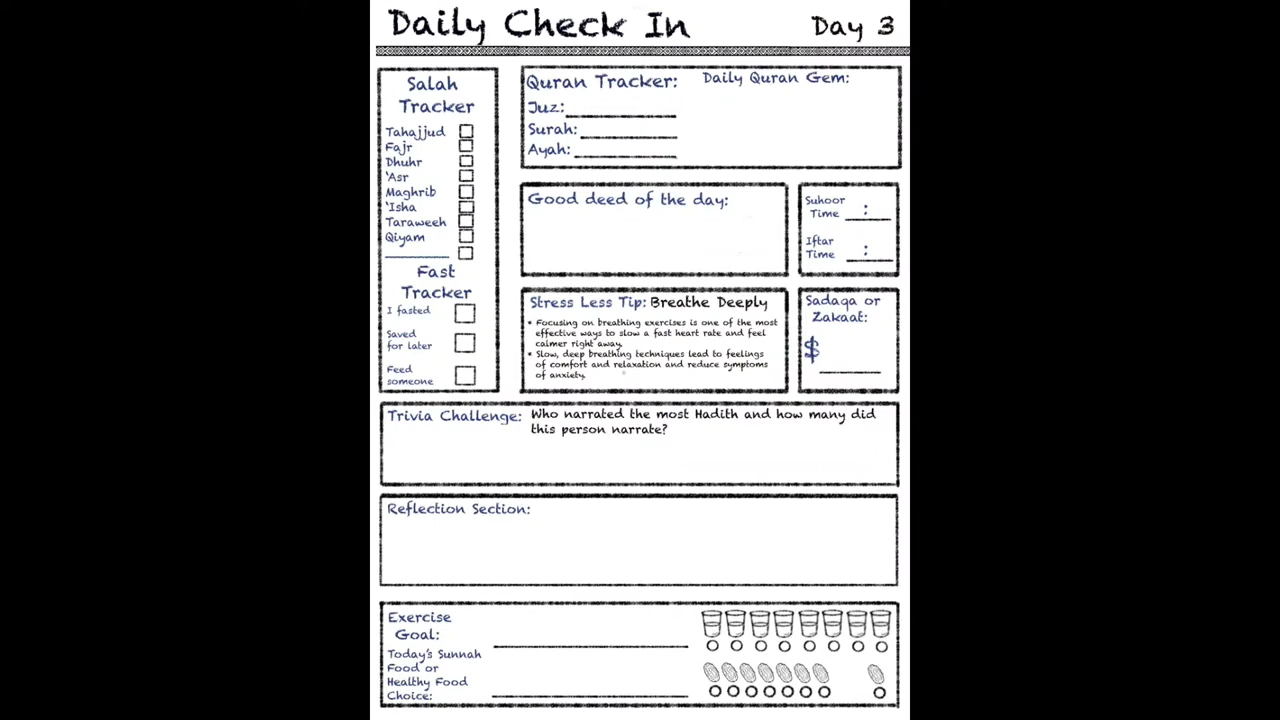 Daily Check In
Day 3
Salah
Tracker
Tahajjud
Fajr
Dhuhr
'Asr
Maghrib
'Isha
Taraweeh
Qiyam
Fast
Tracker
I fasted
Saved
for later
Feed
someone
Quran Tracker:
Juz:
Surah:
Ayah:
Daily Quran Gem:
Good deed of the day:
Suhoor
Time :
Iftar
Time :
Stress Less Tip: Breathe Deeply
• Focusing on breathing exercises is one of the most
effective ways to slow a fast heart rate and feel
calmer right away.
• Slow, deep breathing techniques lead to feelings
of comfort and relaxation and reduce symptoms
of anxiety.
Sadaqa or
Zakaat:
$
Trivia Challenge: Who narrated the most Hadith and how many did
this person narrate?
Reflection Section:
Exercise
Goal:
Today's Sunnah
Food or
Healthy Food
Choice: